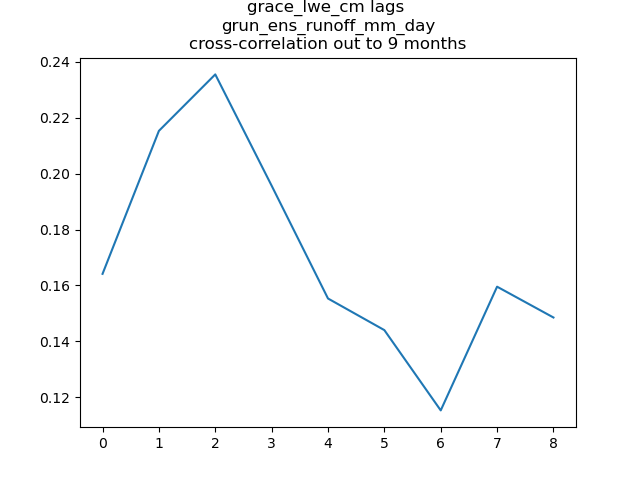 grace_lwe_cm lags
grun_ens_runoff_mm_day
cross-correlation out to 9 months
0.24
0.22
0.20
0.18
0.16
0.14
0.12
0 1 2 3 4 5 6 7 8